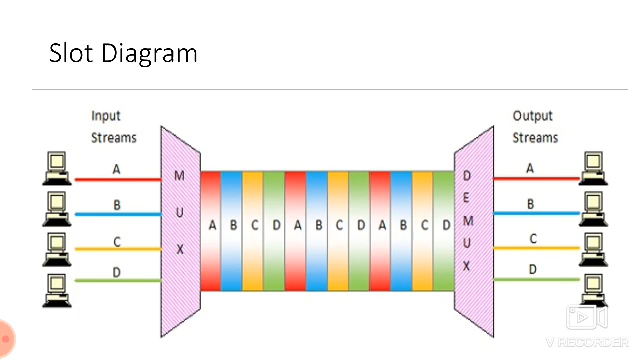 Slot Diagram
Input
Streams
Output
Streams
A
B
C
D
M
U
X
A B C D A B C D A B C D
D
E
M
U
X
A
B
C
D
V RECORDER